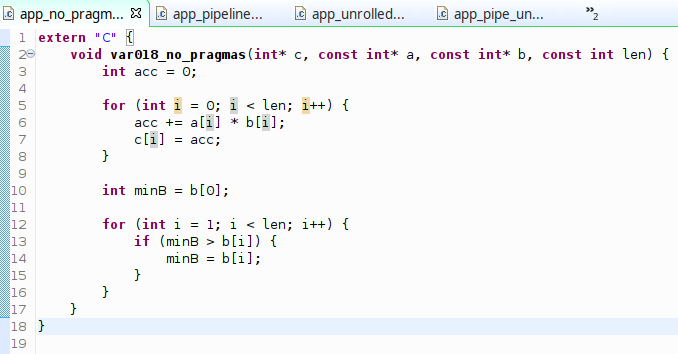 app_no_pragm... app_pipeline... app_unrolled... app_pipe_un... »2
1 extern "C" {
2 void var018_no_pragmas(int* c, const int* a, const int* b, const int len) {
3 int acc = 0;
4
5 for (int i = 0; i < len; i++) {
6 acc += a[i] * b[i];
7 c[i] = acc;
8 }
9
10 int minB = b[0];
11
12 for (int i = 1; i < len; i++) {
13 if (minB > b[i]) {
14 minB = b[i];
15 }
16 }
17 }
18 }
19